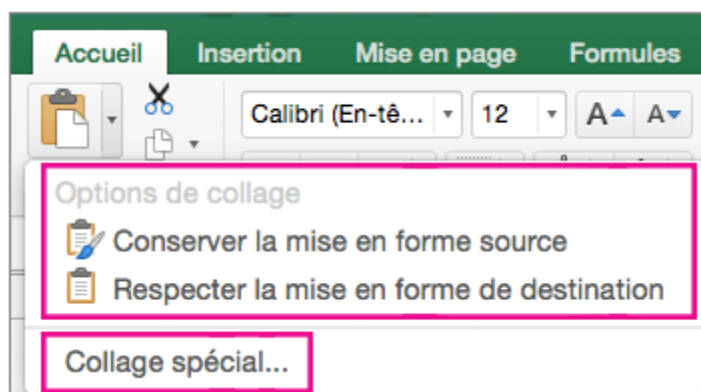 Accueil Insertion Mise en page Formules
Calibri (En-tê... 12 A A
Options de collage
Conserver la mise en forme source
Respecter la mise en forme de destination
Collage spécial...